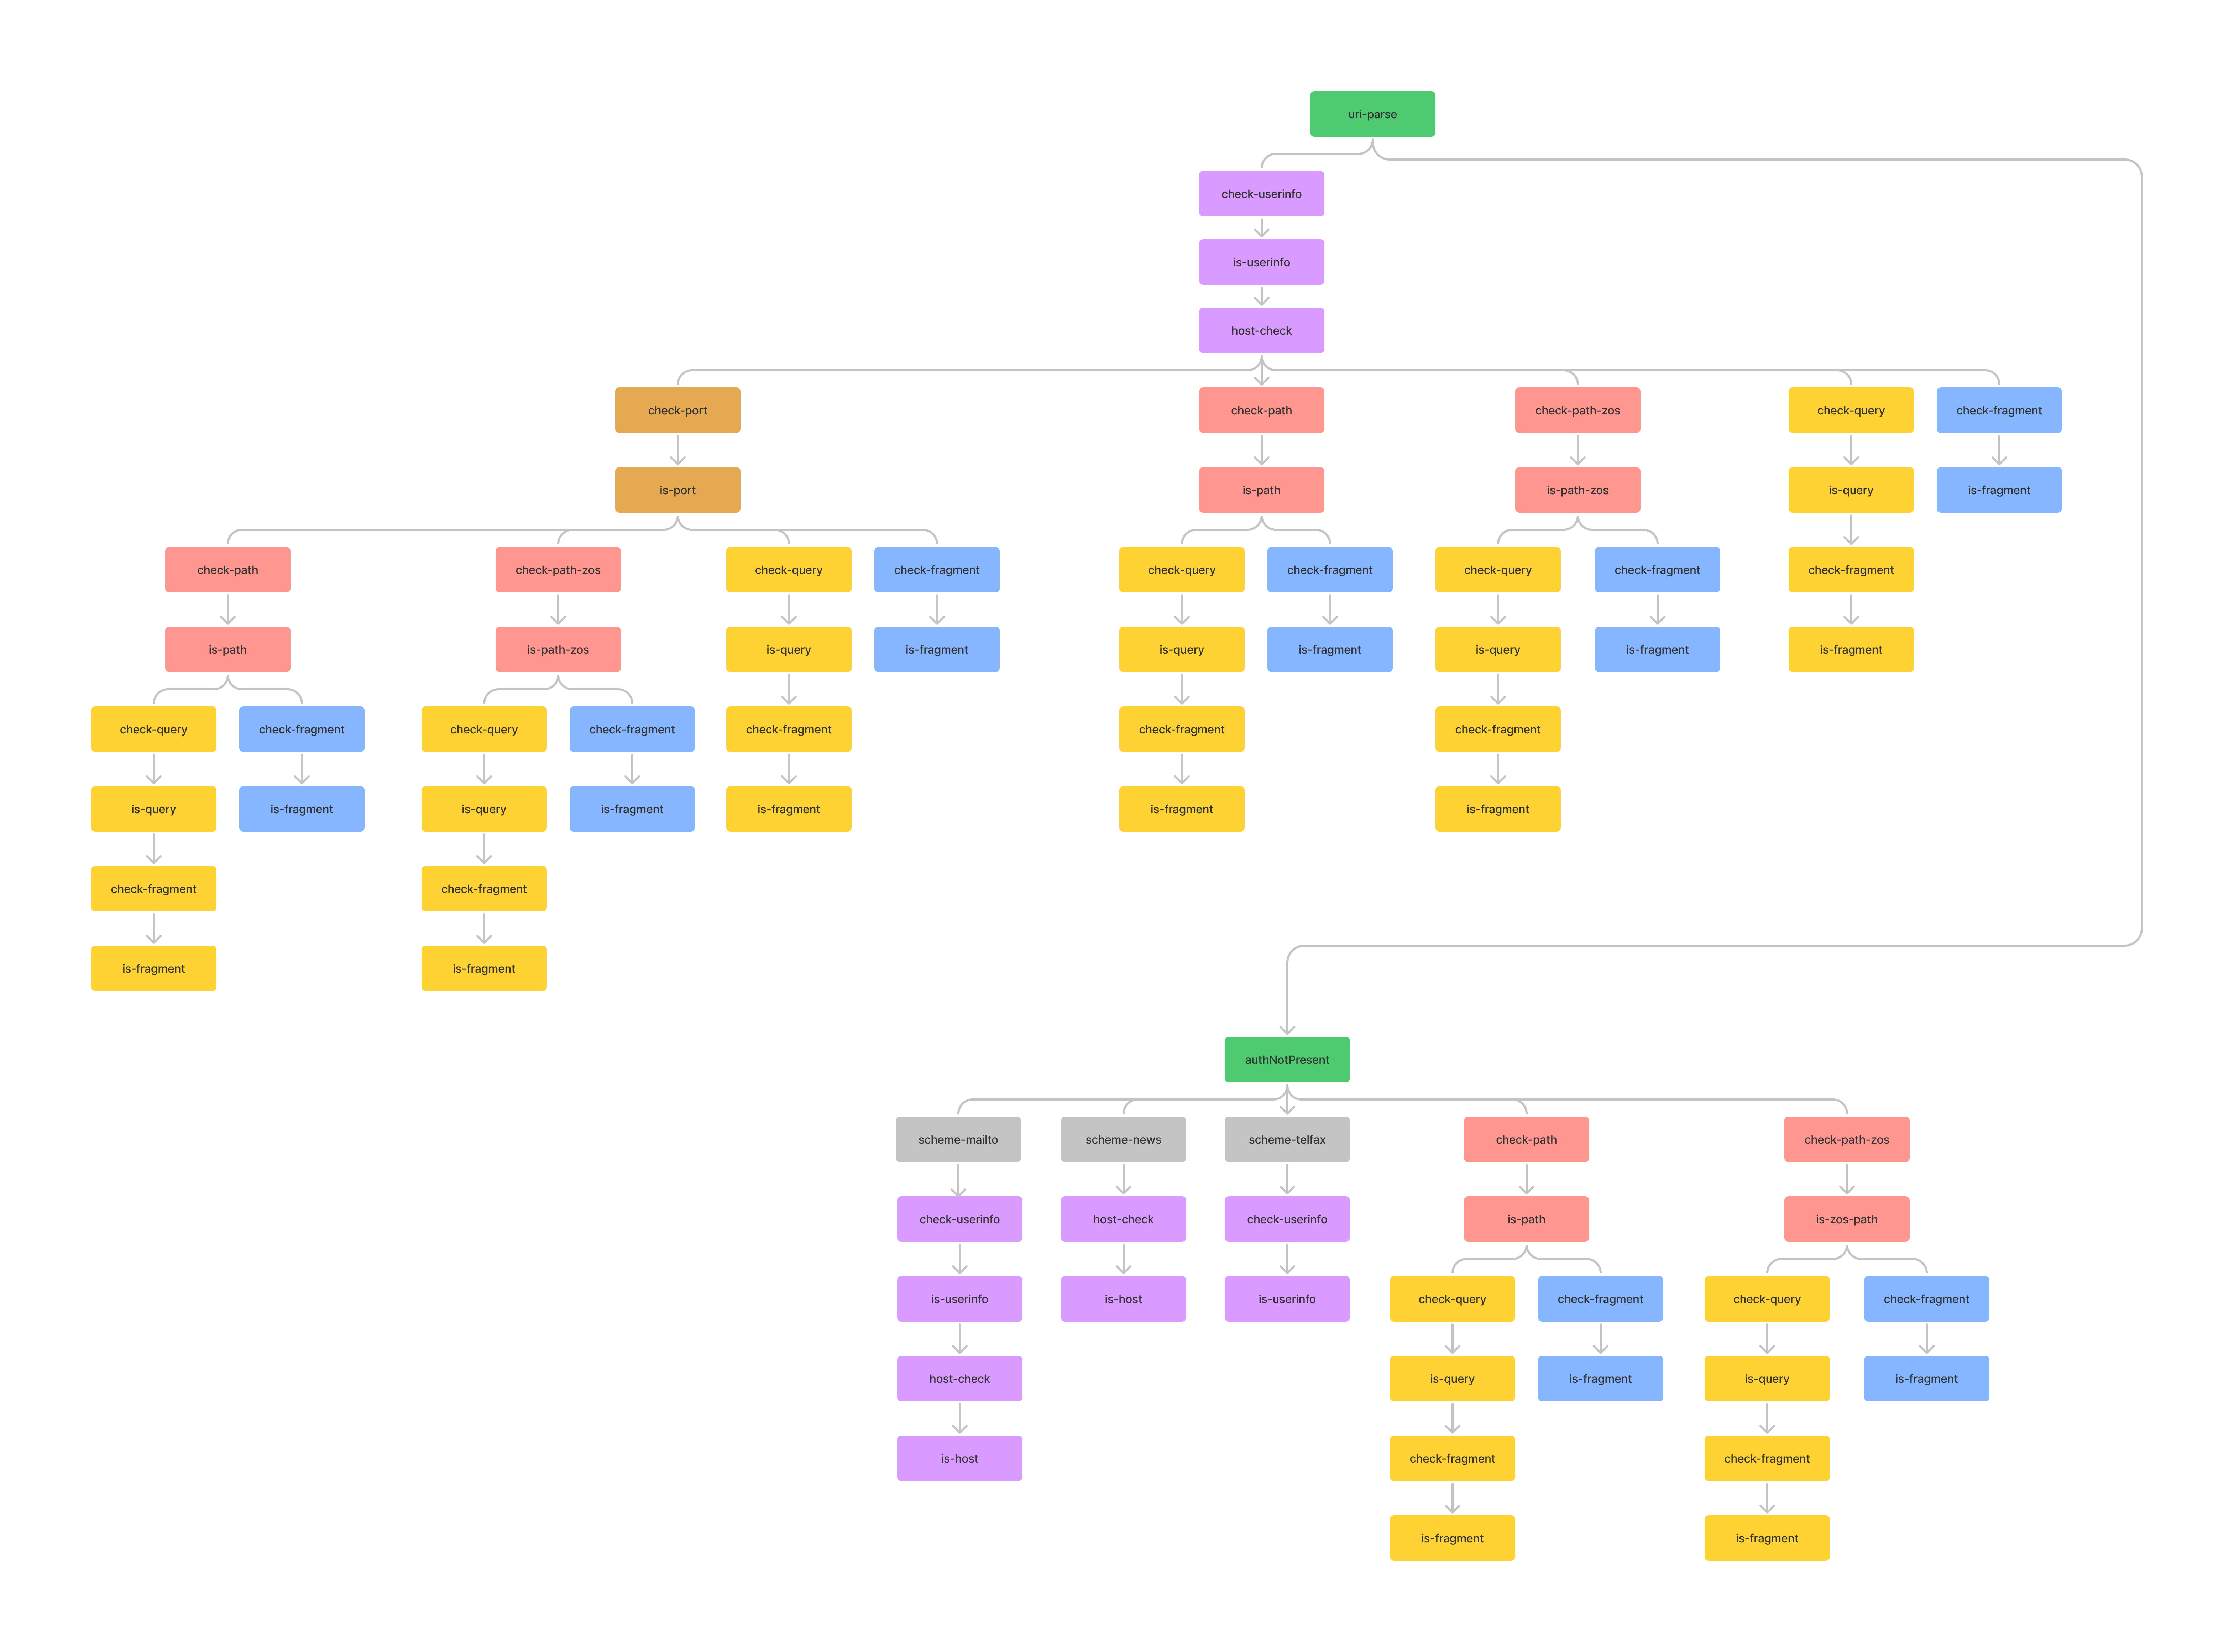 uri-parse
check-userinfo
is-userinfo
host-check
check-port
check-path
check-path-zos
check-query
check-fragment
is-port
is-path
is-path-zos
is-query
is-fragment
check-path
check-path-zos
check-query
check-fragment
check-query
check-fragment
check-query
check-fragment
check-fragment
is-path
is-path-zos
is-query
is-fragment
is-query
is-fragment
is-query
is-fragment
is-fragment
check-query
check-fragment
check-query
check-fragment
check-fragment
check-fragment
check-fragment
is-query
is-fragment
is-query
is-fragment
is-fragment
is-fragment
is-fragment
check-fragment
check-fragment
is-fragment
is-fragment
authNotPresent
scheme-mailto
scheme-news
scheme-telfax
check-path
check-path-zos
check-userinfo
host-check
check-userinfo
is-path
is-zos-path
is-userinfo
is-host
is-userinfo
check-query
check-fragment
check-query
check-fragment
host-check
is-query
is-fragment
is-query
is-fragment
is-host
check-fragment
check-fragment
is-fragment
is-fragment